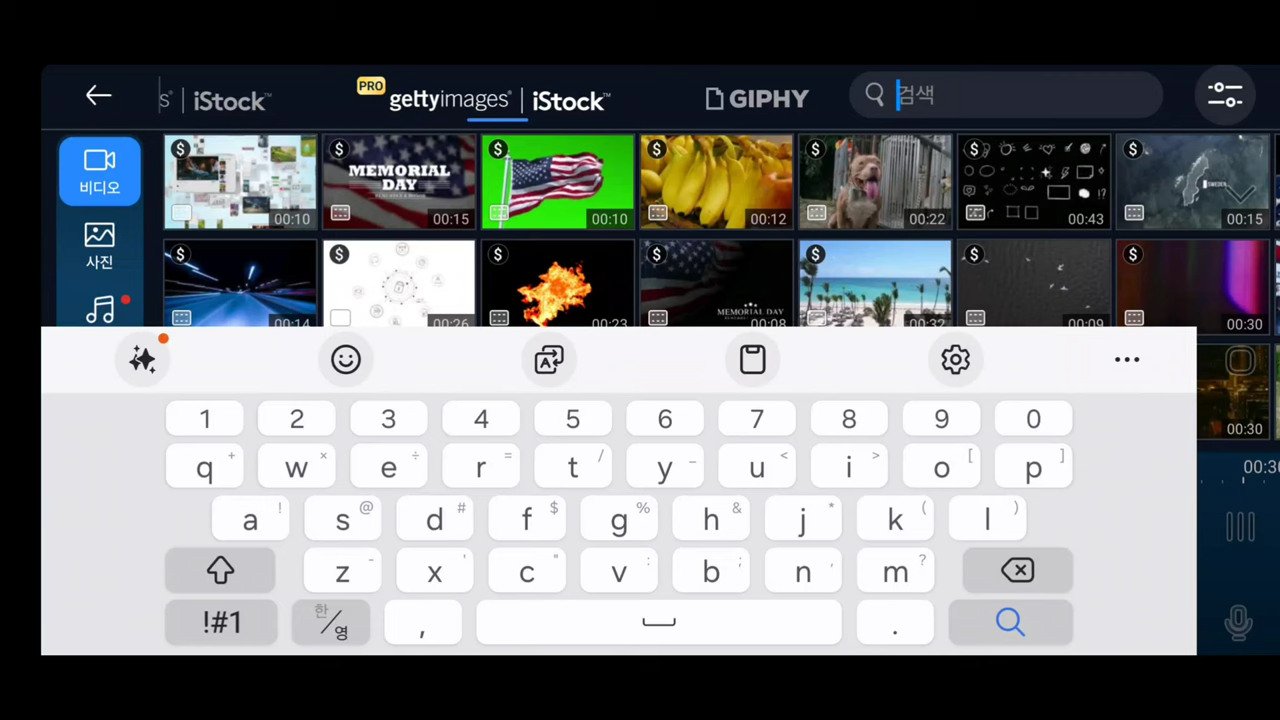 s® iStock™
PRO gettyimages® | iStock™
GIPHY
검색
비디오
사진
$ 00:10
$ MEMORIAL DAY 00:15
$ 00:10
$ 00:12
$ 00:22
$ 00:43
$ SWEDEN 00:15
$ 00:14
$ 00:26
$ 00:23
$ MEMORIAL DAY 00:08
$ 00:32
$ 00:09
$ 00:30
00:30
00:30
1 2 3 4 5 6 7 8 9 0
q + w × e ÷ r = t / y _ u < i > o [ p ]
a ! s @ d # f $ g % h & j * k ( l )
z - x ' c " v : b ; n , m ?
!#1 한/영 , .